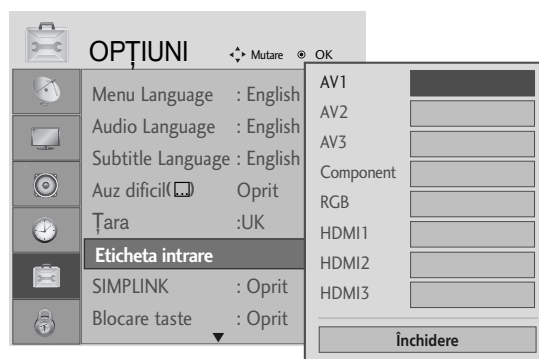 OPȚIUNI
Mutare OK
Menu Language : English
Audio Language : English
Subtitle Language : English
Auz dificil( ) Oprit
Țara :UK
Eticheta intrare
SIMPLINK : Oprit
Blocare taste : Oprit
AV1
AV2
AV3
Component
RGB
HDMI1
HDMI2
HDMI3
Închidere